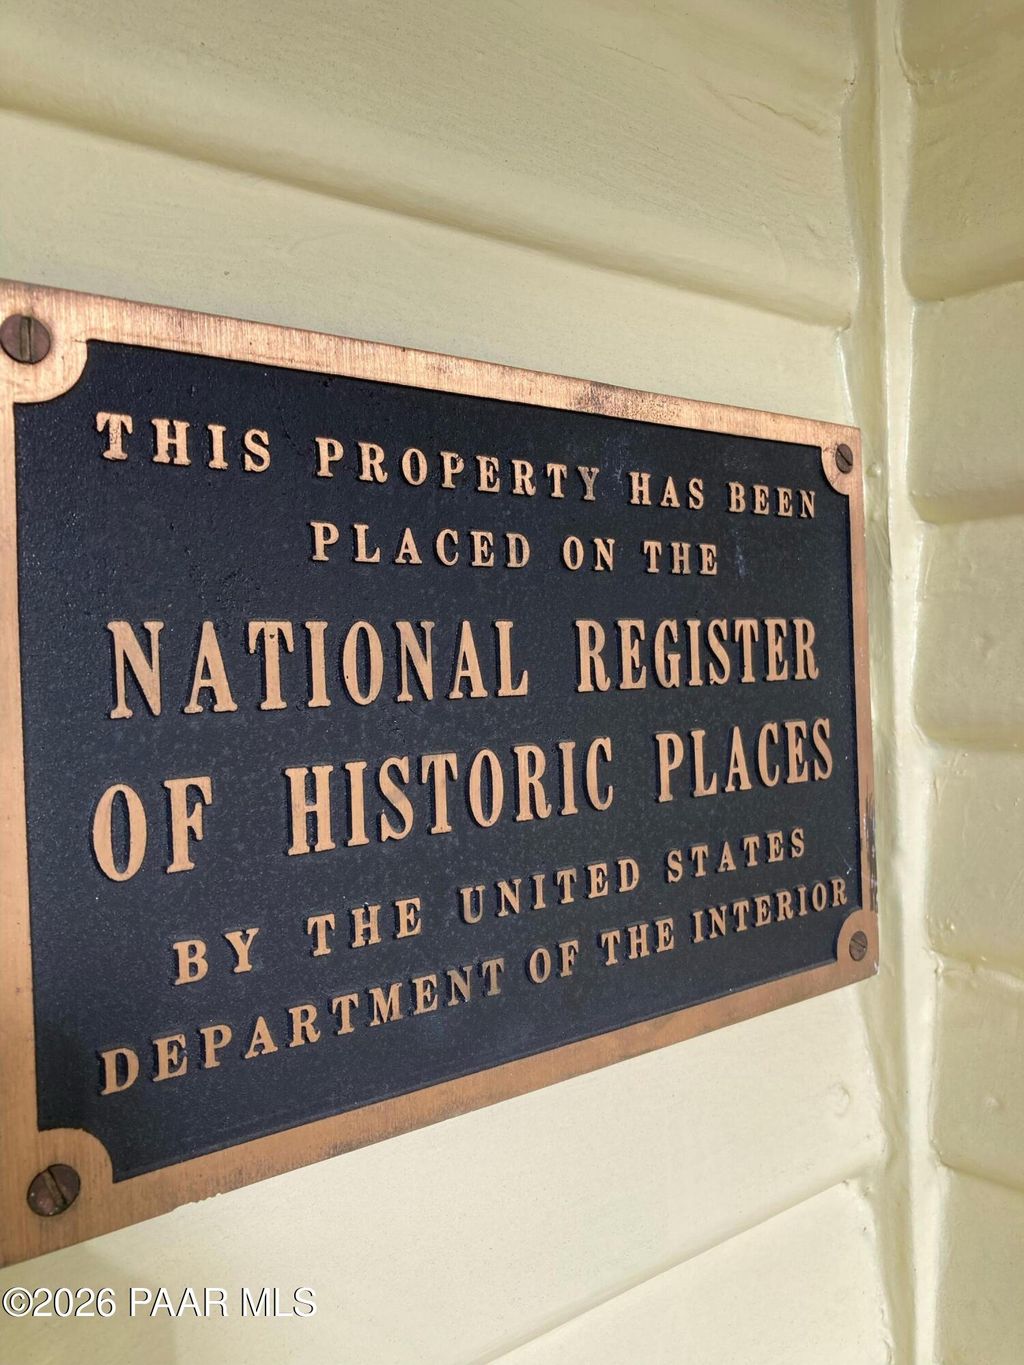 THIS PROPERTY HAS BEEN
PLACED ON THE
NATIONAL REGISTER
OF HISTORIC PLACES
BY THE UNITED STATES
DEPARTMENT OF THE INTERIOR
©2026 PAAR MLS